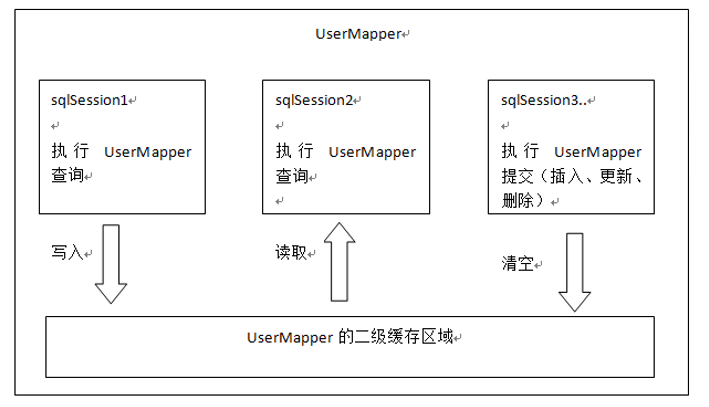 UserMapper
sqlSession1
执行 UserMapper
查询
写入
sqlSession2
执行 UserMapper
查询
读取
sqlSession3..
执行 UserMapper
提交（插入、更新、
删除）
清空
UserMapper 的二级缓存区域